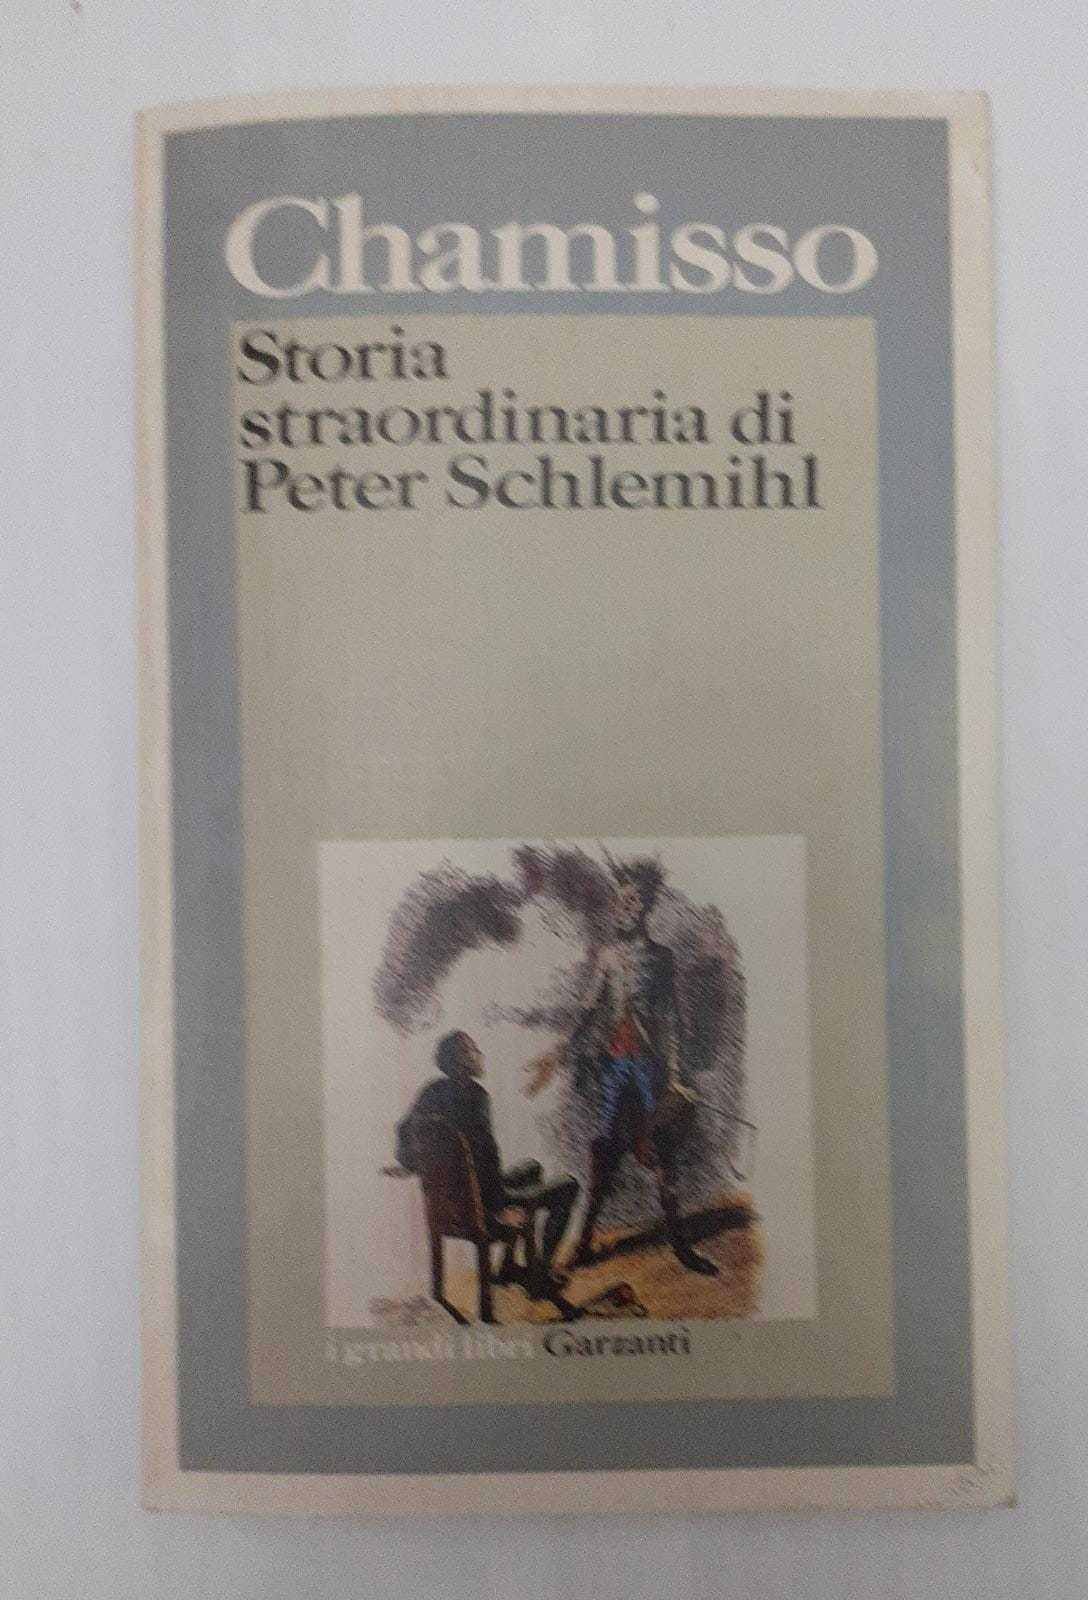 Chamisso
Storia
straordinaria di
Peter Schlemihl
i grandi libri Garzanti